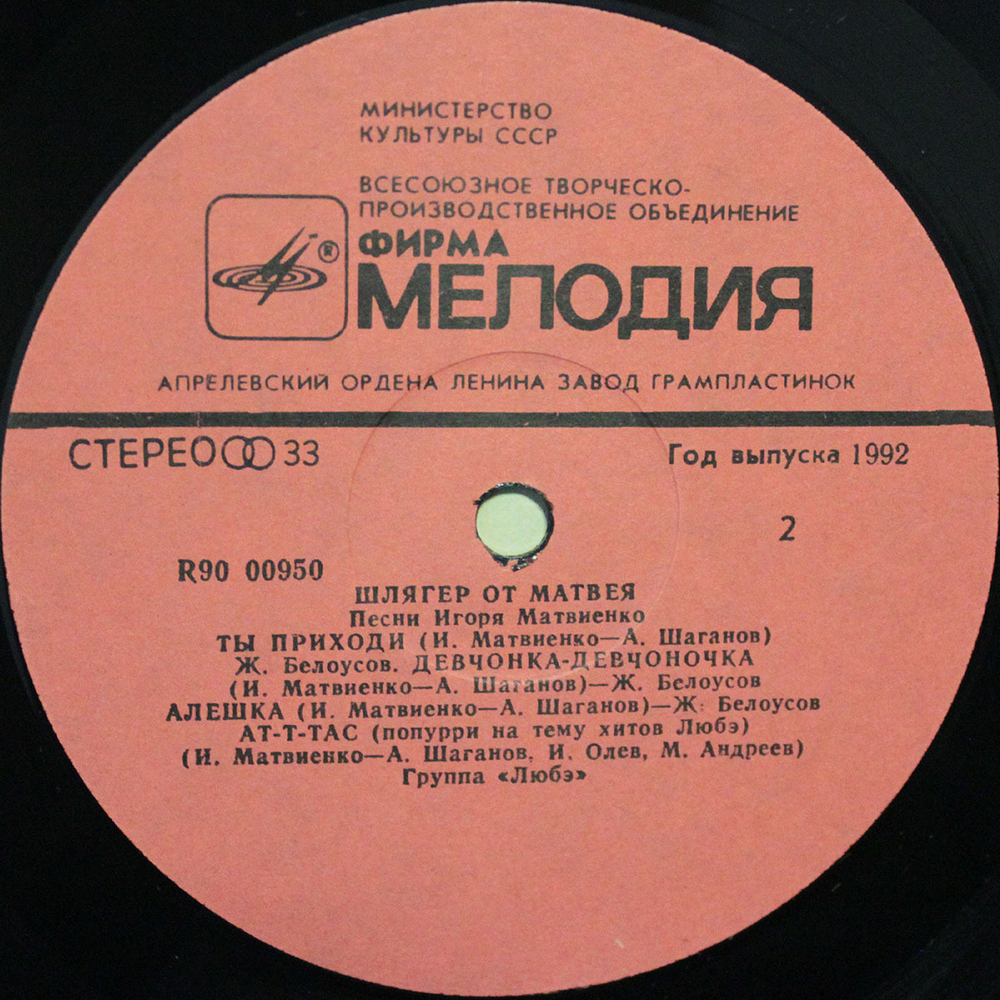 МИНИСТЕРСТВО
КУЛЬТУРЫ СССР
ВСЕСОЮЗНОЕ ТВОРЧЕСКО-
ПРОИЗВОДСТВЕННОЕ ОБЪЕДИНЕНИЕ
ФИРМА
®
МЕЛОДИЯ
АПРЕЛЕВСКИЙ ОРДЕНА ЛЕНИНА ЗАВОД ГРАМПЛАСТИНОК
СТЕРЕО 33
Год выпуска 1992
2
R90 00950
ШЛЯГЕР ОТ МАТВЕЯ
Песни Игоря Матвиенко
ТЫ ПРИХОДИ (И. Матвиенко—А. Шаганов)
Ж. Белоусов. ДЕВЧОНКА-ДЕВЧОНОЧКА
(И. Матвиенко—А. Шаганов)—Ж. Белоусов
АЛЕШКА (И. Матвиенко—А. Шаганов)—Ж. Белоусов
АТ-Т-ТАС (попурри на тему хитов Любэ)
(И. Матвиенко—А. Шаганов, И. Олев, М. Андреев)
Группа «Любэ»